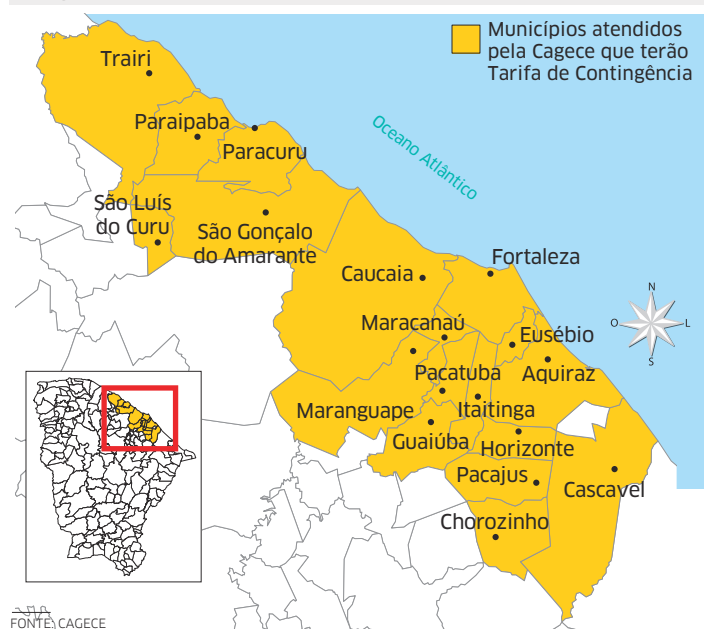 Municípios atendidos
pela Cagece que terão
Tarifa de Contingência
Trairi
Paraipaba
Paracuru
Oceano Atlântico
São Luís
do Curu
São Gonçalo
do Amarante
Fortaleza
Caucaia
N
O
L
S
Maracanaú
Eusébio
Pacatuba
Aquiraz
Maranguape
Itaitinga
Guaiúba
Horizonte
Pacajus
Cascavel
Chorozinho
FONTE: CAGECE